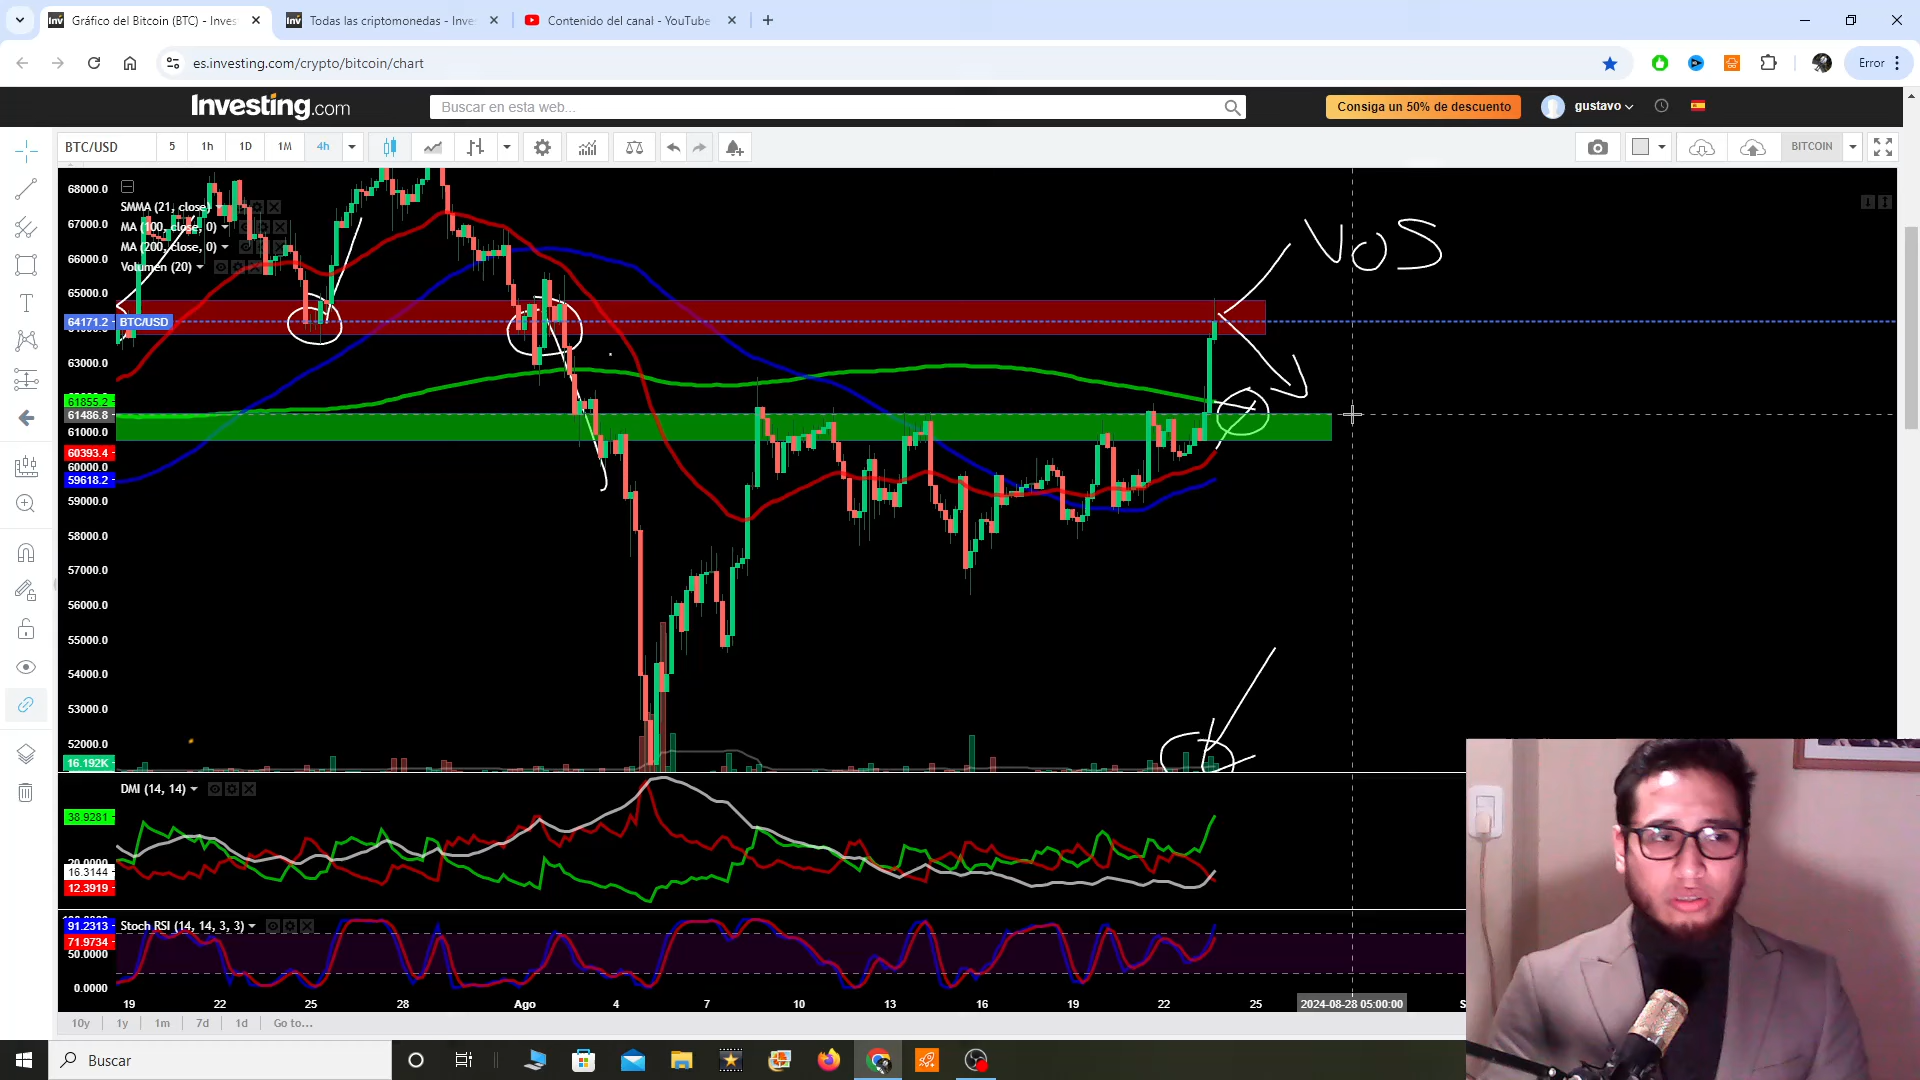 Gráfico del Bitcoin (BTC) - Inves
Todas las criptomonedas - Inve
Contenido del canal - YouTube
es.investing.com/crypto/bitcoin/chart
Error
Investing.com
Buscar en esta web...
Consiga un 50% de descuento
gustavo
BTC/USD
5
1h
1D
1M
4h
BITCOIN
68000.0
67000.0
66000.0
65000.0
64171.2
BTC/USD
63000.0
61855.2
61486.8
61000.0
60393.4
60000.0
59618.2
59000.0
58000.0
57000.0
56000.0
55000.0
54000.0
53000.0
52000.0
16.192K
SMMA (21, close)
MA (100, close, 0)
MA (200, close, 0)
Volumen (20)
VOS
DMI (14, 14)
38.9281
20.0000
16.3144
12.3919
Stoch RSI (14, 14, 3, 3)
91.2313
71.9734
50.0000
0.0000
19
22
25
28
Ago
4
7
10
13
16
19
22
25
2024-08-28 05:00:00
S
10y
1y
1m
7d
1d
Go to...
Buscar